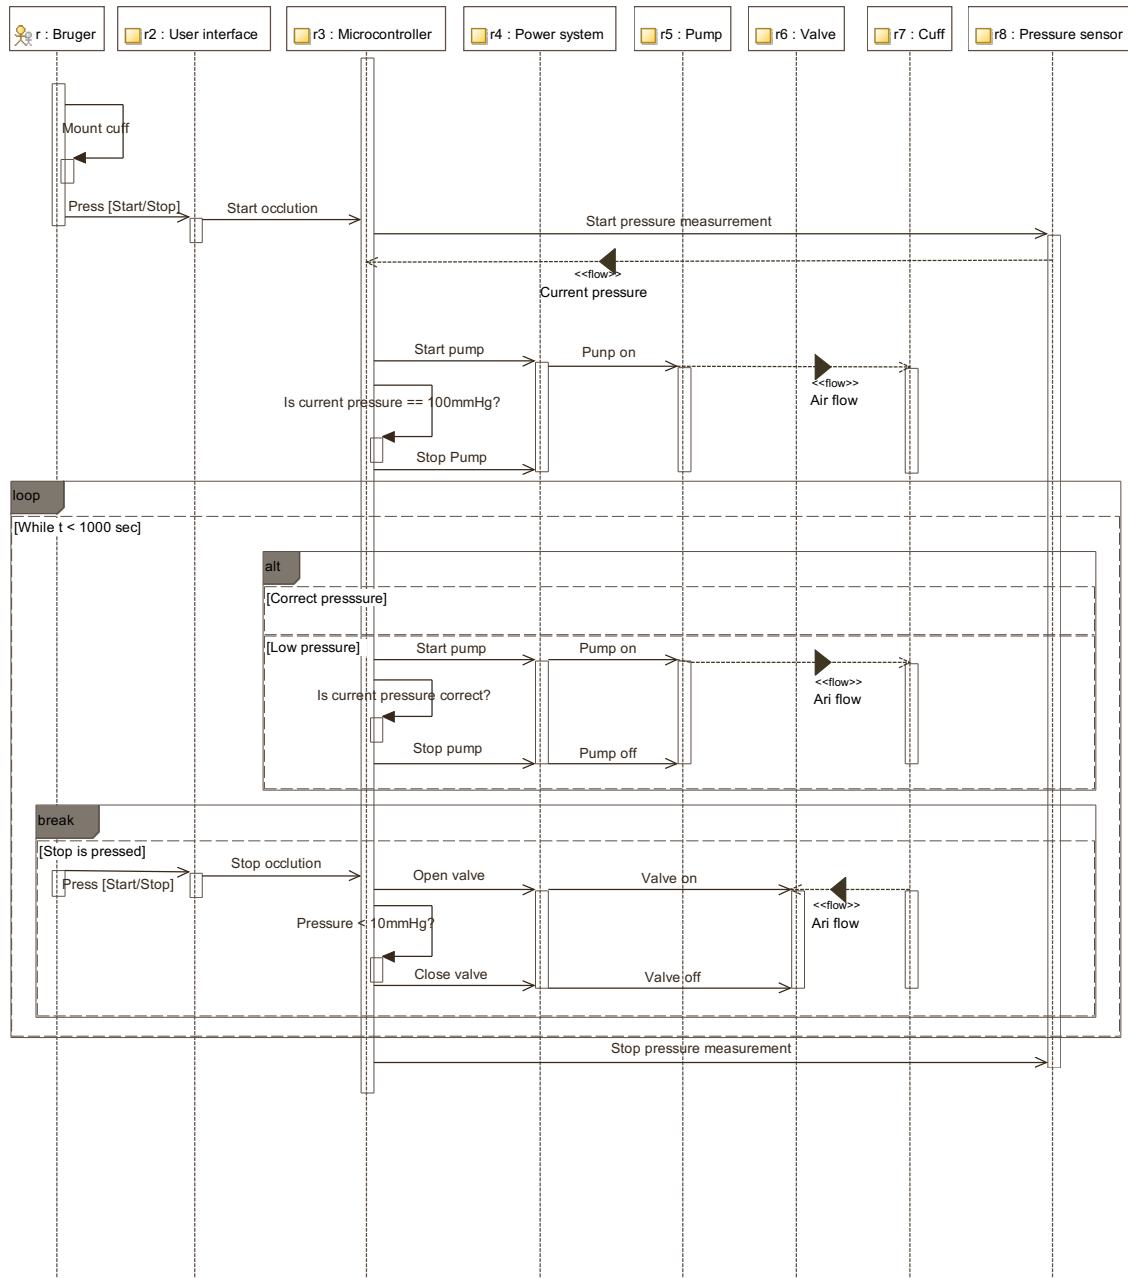 r : Bruger
r2 : User interface
r3 : Microcontroller
r4 : Power system
r5 : Pump
r6 : Valve
r7 : Cuff
r8 : Pressure sensor
Mount cuff
Press [Start/Stop]
Start occlution
Start pressure measurrement
<<flow>>
Current pressure
Start pump
Punp on
<<flow>>
Air flow
Is current pressure == 100mmHg?
Stop Pump
loop
[While t < 1000 sec]
alt
[Correct presssure]
[Low pressure]
Start pump
Pump on
<<flow>>
Ari flow
Is current pressure correct?
Stop pump
Pump off
break
[Stop is pressed]
Press [Start/Stop]
Stop occlution
Open valve
Valve on
<<flow>>
Ari flow
Pressure < 10mmHg?
Close valve
Valve off
Stop pressure measurement